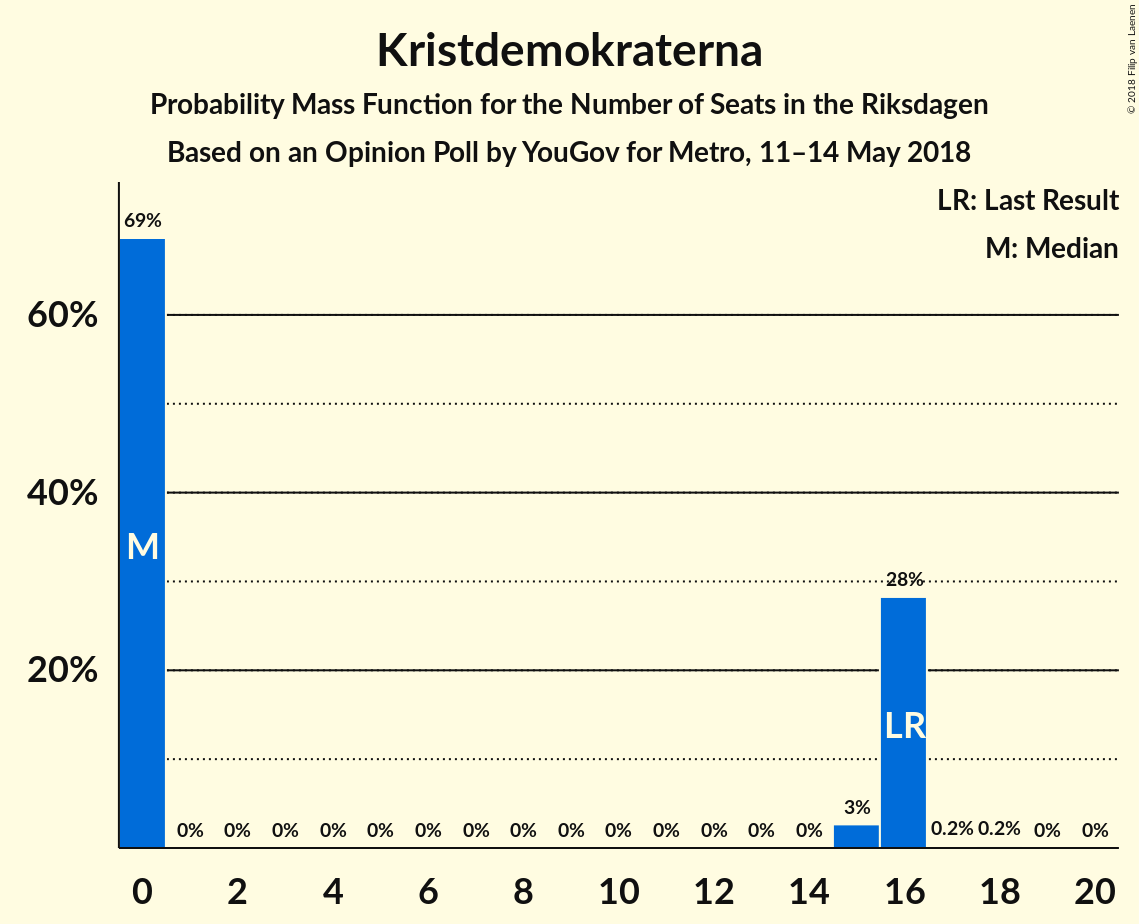 © 2018 Filip van Laenen
Kristdemokraterna
Probability Mass Function for the Number of Seats in the Riksdagen
Based on an Opinion Poll by YouGov for Metro, 11–14 May 2018
LR: Last Result
M: Median
69%
60%
40%
M
28%
20%
LR
3%
0% 0% 0% 0% 0% 0% 0% 0% 0% 0% 0% 0% 0% 0% 0.2% 0.2% 0% 0%
0 2 4 6 8 10 12 14 16 18 20